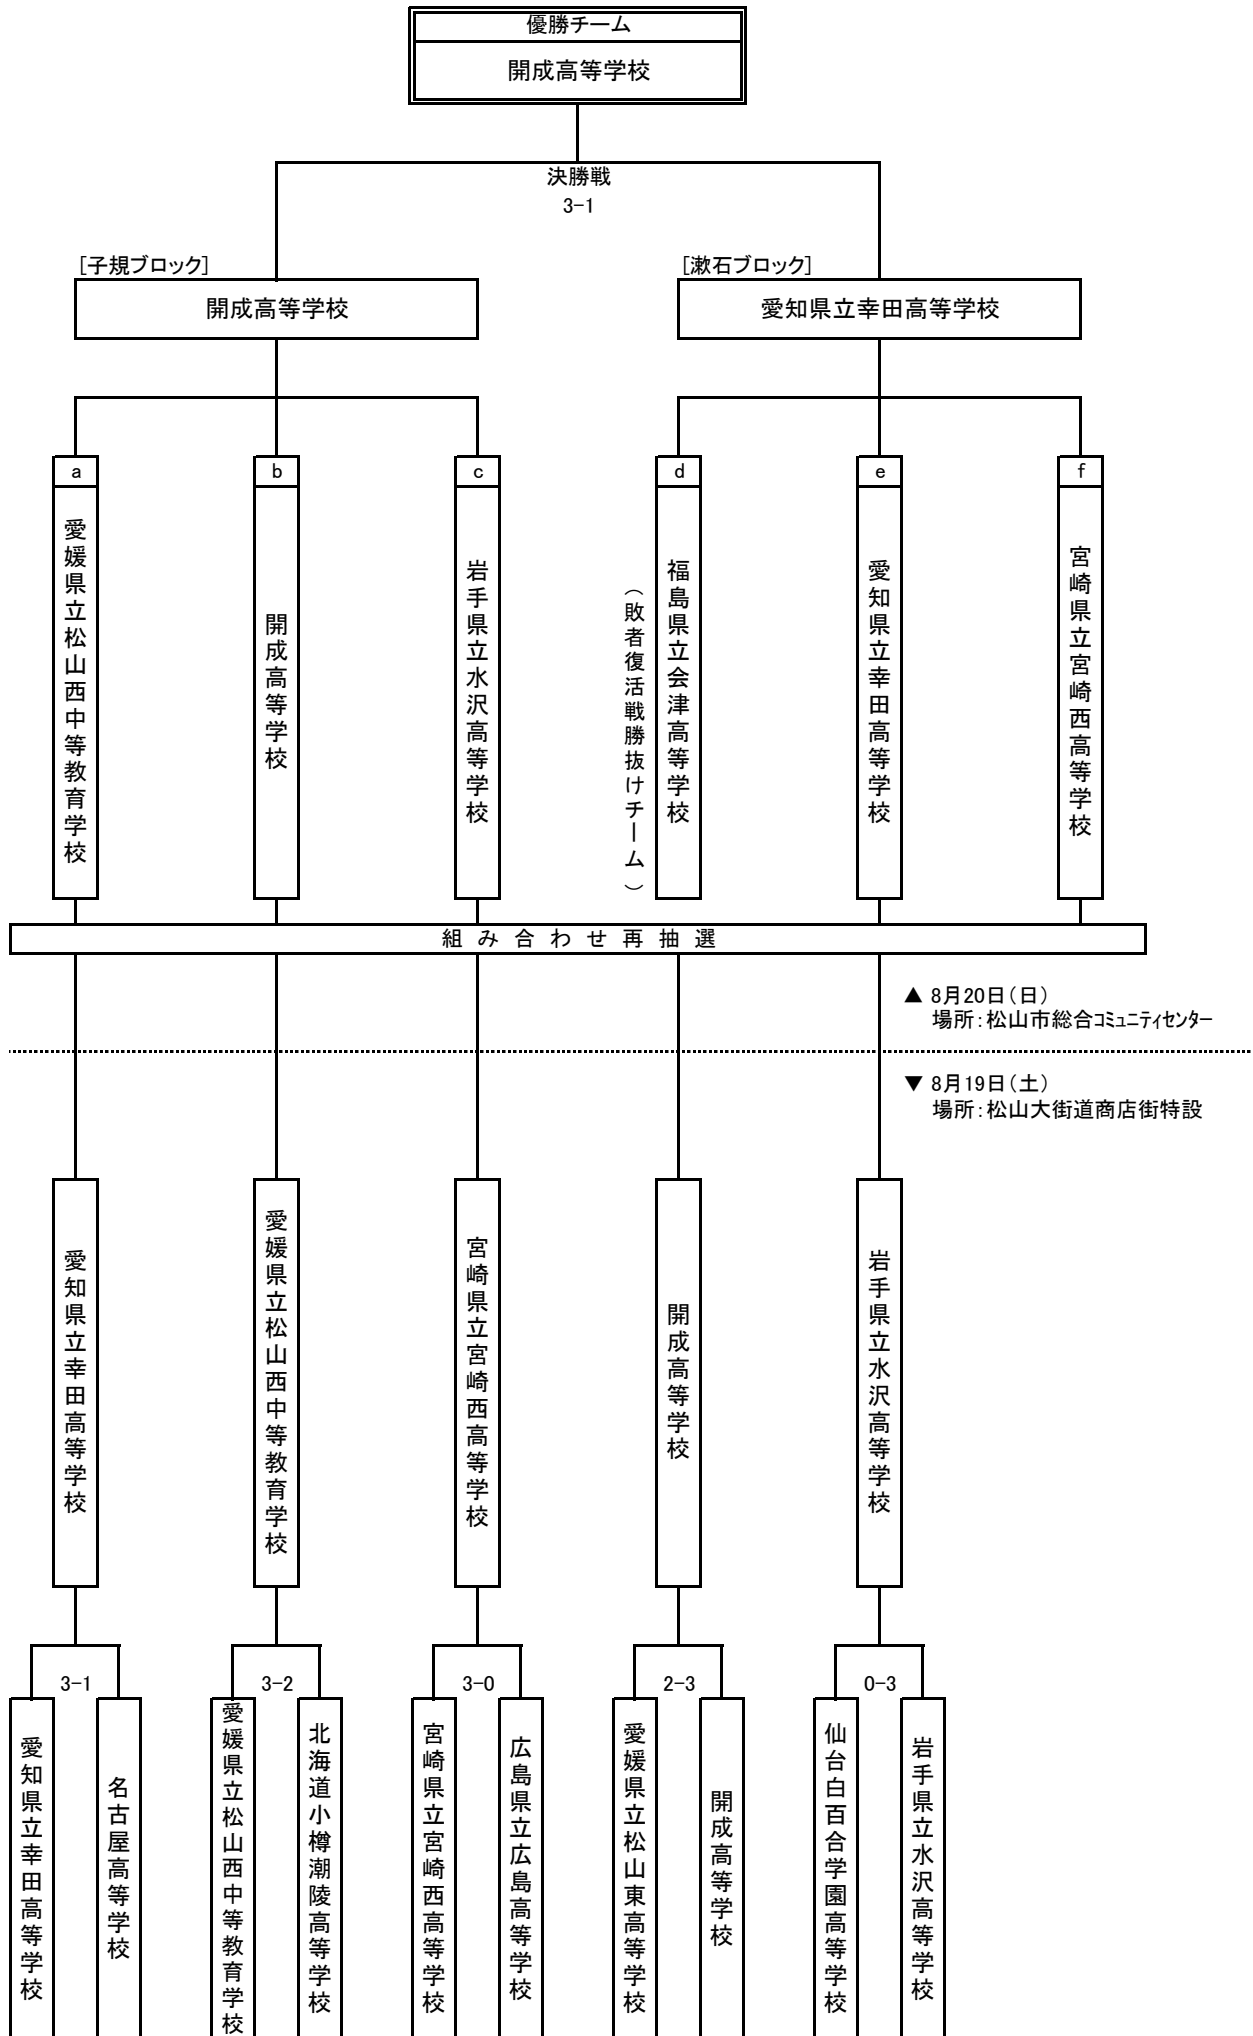 優勝チーム
開成高等学校
決勝戦
3-1
[子規ブロック]
[漱石ブロック]
開成高等学校
愛知県立幸田高等学校
a
b
c
d
e
f
愛媛県立松山西中等教育学校
開成高等学校
岩手県立水沢高等学校
（敗者復活戦勝抜けチーム）
福島県立会津高等学校
愛知県立幸田高等学校
宮崎県立宮崎西高等学校
組み合わせ再抽選
▲ 8月20日（日）
場所：松山市総合コミュニティセンター
▼ 8月19日（土）
場所：松山大街道商店街特設
愛知県立幸田高等学校
愛媛県立松山西中等教育学校
宮崎県立宮崎西高等学校
開成高等学校
岩手県立水沢高等学校
3-1
3-2
3-0
2-3
0-3
愛知県立幸田高等学校
名古屋高等学校
愛媛県立松山西中等教育学校
北海道小樽潮陵高等学校
宮崎県立宮崎西高等学校
広島県立広島高等学校
愛媛県立松山東高等学校
開成高等学校
仙台白百合学園高等学校
岩手県立水沢高等学校